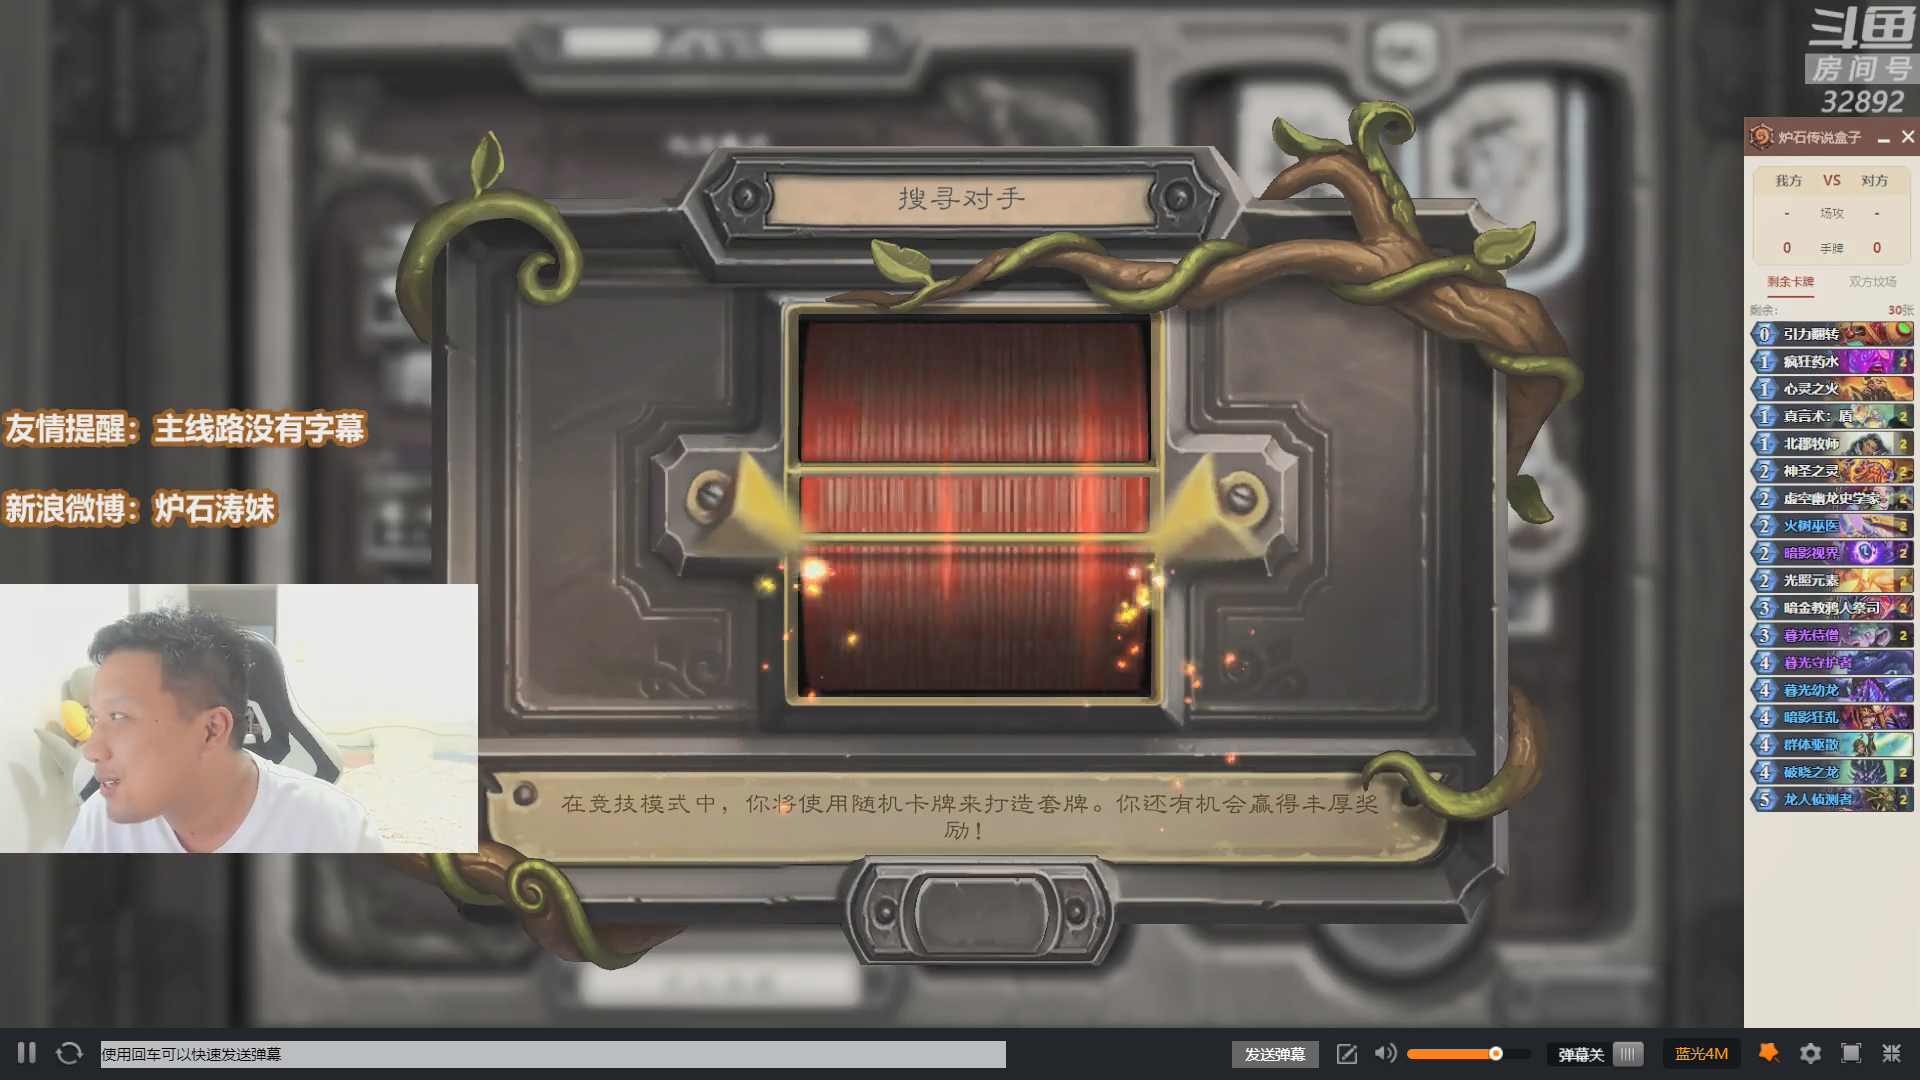 斗鱼
房间号
32892
搜寻对手
炉石传说盒子
我方 VS 对方
- 场攻 -
0 手牌 0
剩余卡牌 双方坟场
剩余： 30张
0 引力翻转
1 疯狂药水 2
1 心灵之火
1 真言术：盾 2
1 北郡牧师 2
2 神圣之灵 2
2 虚空幽龙史学家 2
2 火树巫医 2
2 暗影视界 2
2 光照元素 2
3 暗金教鸦人祭司 2
3 暮光侍僧 2
4 暮光守护者
4 暮光幼龙
4 暗影狂乱
4 群体驱散
4 破晓之龙 2
5 龙人侦测者 2
友情提醒：主线路没有字幕
新浪微博：炉石涛妹
在竞技模式中，你将使用随机卡牌来打造套牌。你还有机会赢得丰厚奖
励！
使用回车可以快速发送弹幕
发送弹幕
弹幕关
蓝光4M